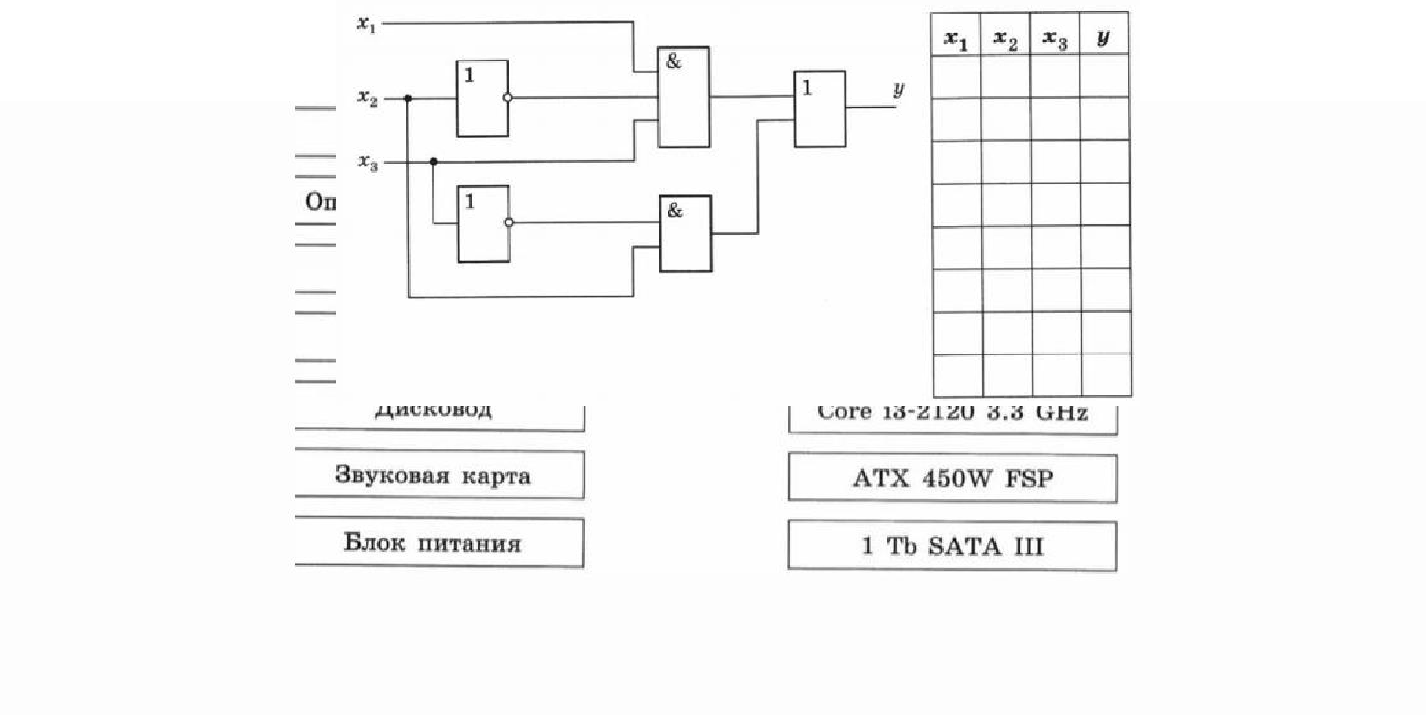 x₁
&
1
x₂
1
y
x₃
1
&
x₁ x₂ x₃ y
Оп
Дисковод
Core i3-2120 3.3 GHz
Звуковая карта
ATX 450W FSP
Блок питания
1 Tb SATA III